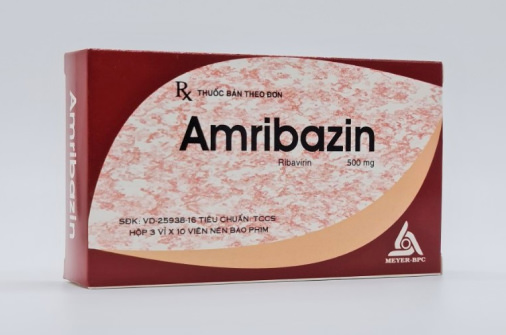 Amribazin
Rx THUỐC BÁN THEO ĐƠN
Amribazin
Ribavirin 500 mg
SĐK: VD-25938-16 TIÊU CHUẨN: TCCS
HỘP 3 VỈ X 10 VIÊN NÉN BAO PHIM
MEYER-BPC